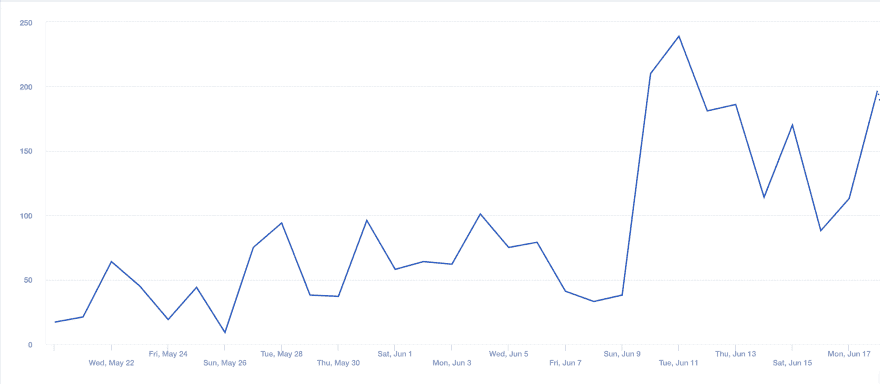 250
200
150
100
50
0
Wed, May 22
Fri, May 24
Sun, May 26
Tue, May 28
Thu, May 30
Sat, Jun 1
Mon, Jun 3
Wed, Jun 5
Fri, Jun 7
Sun, Jun 9
Tue, Jun 11
Thu, Jun 13
Sat, Jun 15
Mon, Jun 17